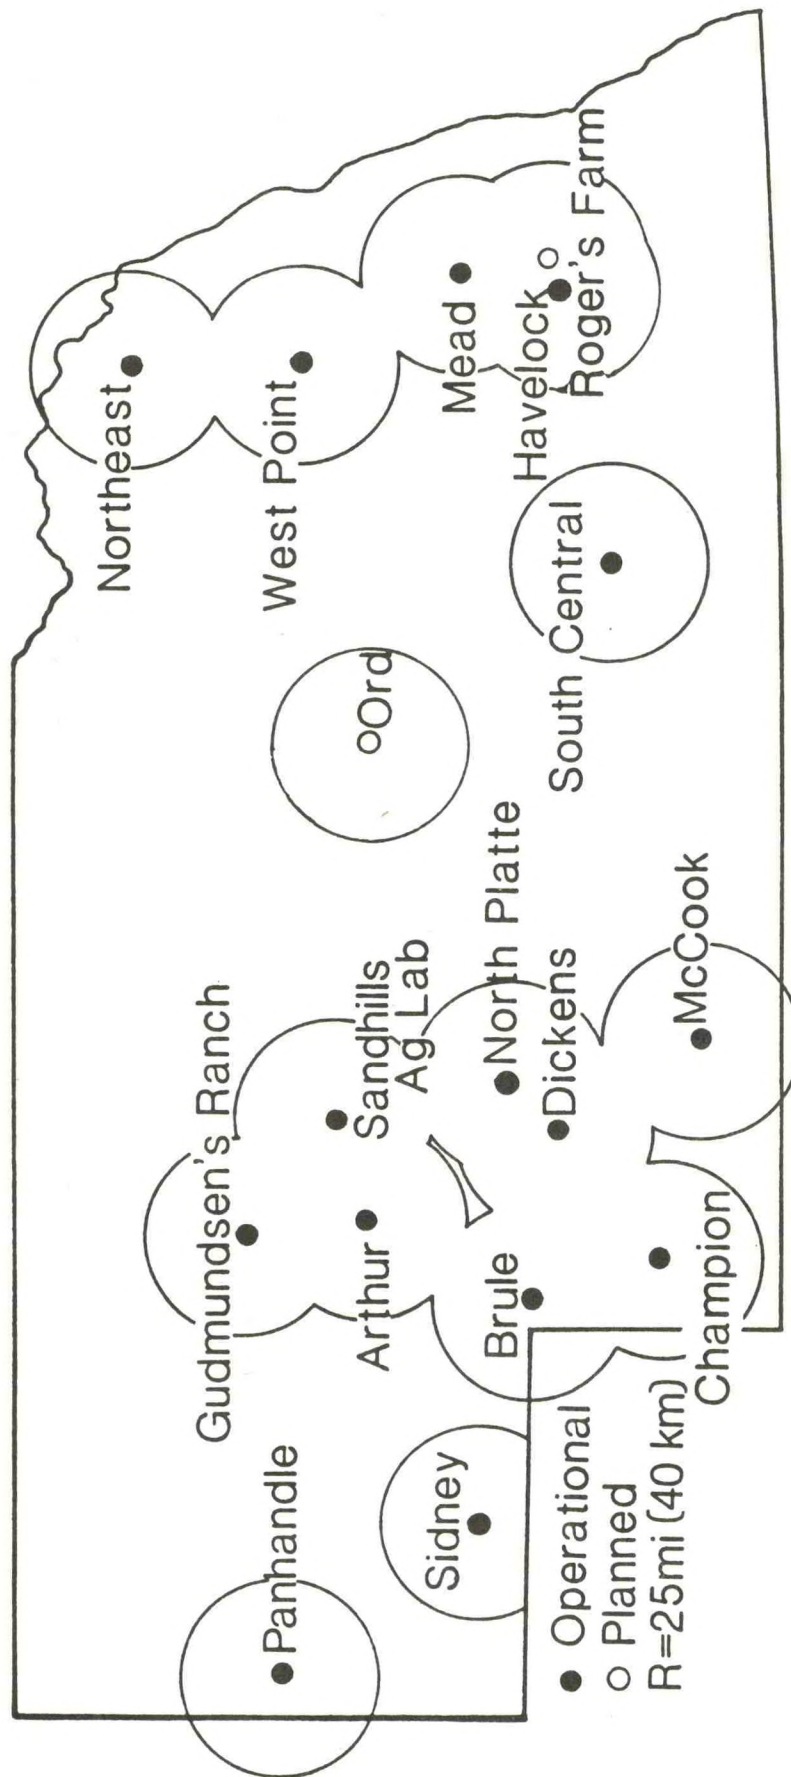 Northeast
West Point
Mead
Havelock
Roger's Farm
Ord
South Central
Gudmundsen's Ranch
Sandhills
Ag Lab
Arthur
North Platte
Dickens
McCook
Brule
Champion
Panhandle
Sidney
Operational
Planned
R=25mi (40 km)